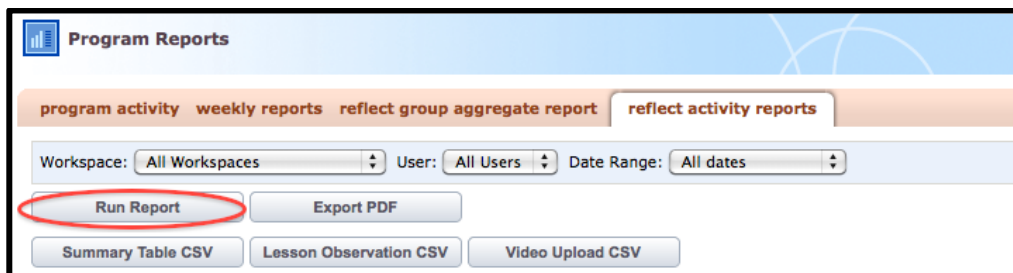 Program Reports
program activity weekly reports reflect group aggregate report reflect activity reports
Workspace: All Workspaces User: All Users Date Range: All dates
Run Report Export PDF
Summary Table CSV Lesson Observation CSV Video Upload CSV